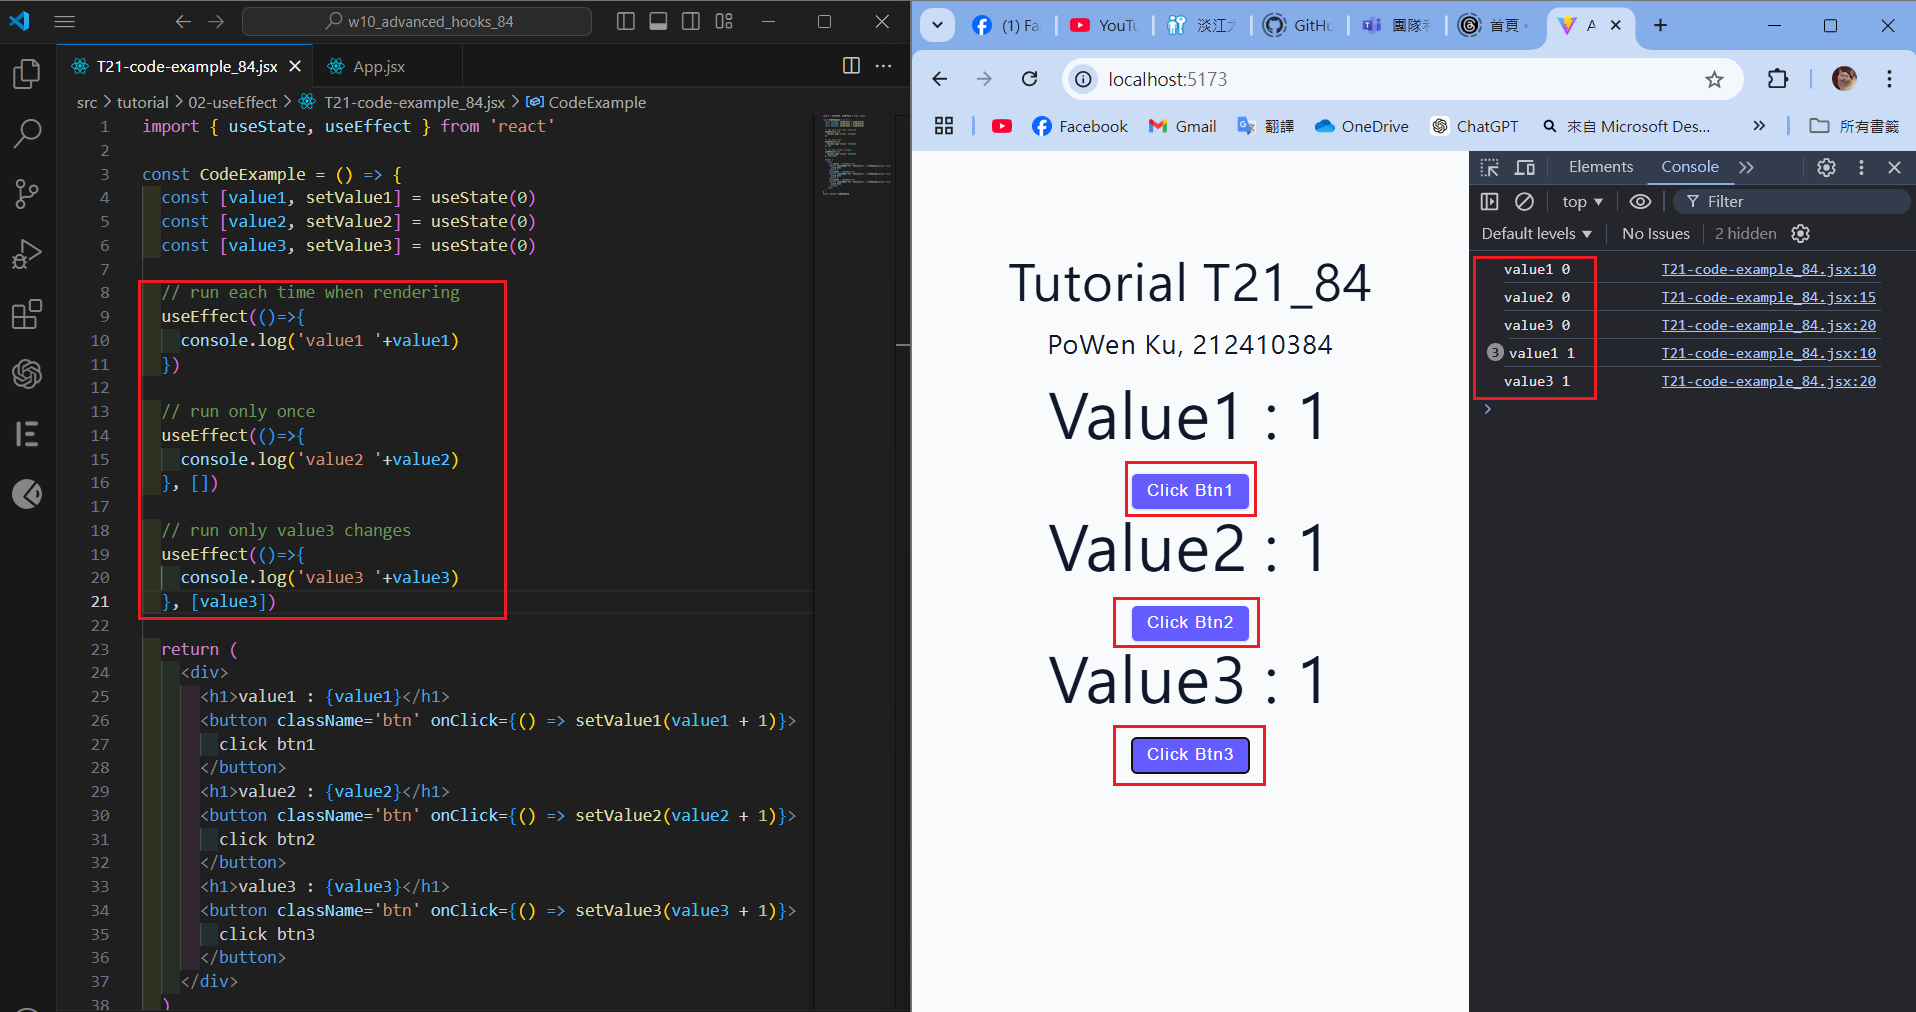 w10_advanced_hooks_84
T21-code-example_84.jsx
App.jsx
src > tutorial > 02-useEffect > T21-code-example_84.jsx > CodeExample
1 import { useState, useEffect } from 'react'
2
3 const CodeExample = () => {
4 const [value1, setValue1] = useState(0)
5 const [value2, setValue2] = useState(0)
6 const [value3, setValue3] = useState(0)
7
8 // run each time when rendering
9 useEffect(()=>{
10 console.log('value1 '+value1)
11 })
12
13 // run only once
14 useEffect(()=>{
15 console.log('value2 '+value2)
16 }, [])
17
18 // run only value3 changes
19 useEffect(()=>{
20 console.log('value3 '+value3)
21 }, [value3])
22
23 return (
24 <div>
25 <h1>value1 : {value1}</h1>
26 <button className='btn' onClick={() => setValue1(value1 + 1)}>
27 click btn1
28 </button>
29 <h1>value2 : {value2}</h1>
30 <button className='btn' onClick={() => setValue2(value2 + 1)}>
31 click btn2
32 </button>
33 <h1>value3 : {value3}</h1>
34 <button className='btn' onClick={() => setValue3(value3 + 1)}>
35 click btn3
36 </button>
37 </div>
38 )
(1) Fa
YouTu
淡江
GitHu
團隊
首頁
A
localhost:5173
Facebook
Gmail
翻譯
OneDrive
ChatGPT
來自 Microsoft Des...
所有書籤
Tutorial T21_84
PoWen Ku, 212410384
Value1 : 1
Click Btn1
Value2 : 1
Click Btn2
Value3 : 1
Click Btn3
Elements
Console
top
Filter
Default levels
No Issues
2 hidden
value1 0 T21-code-example_84.jsx:10
value2 0 T21-code-example_84.jsx:15
value3 0 T21-code-example_84.jsx:20
3 value1 1 T21-code-example_84.jsx:10
value3 1 T21-code-example_84.jsx:20